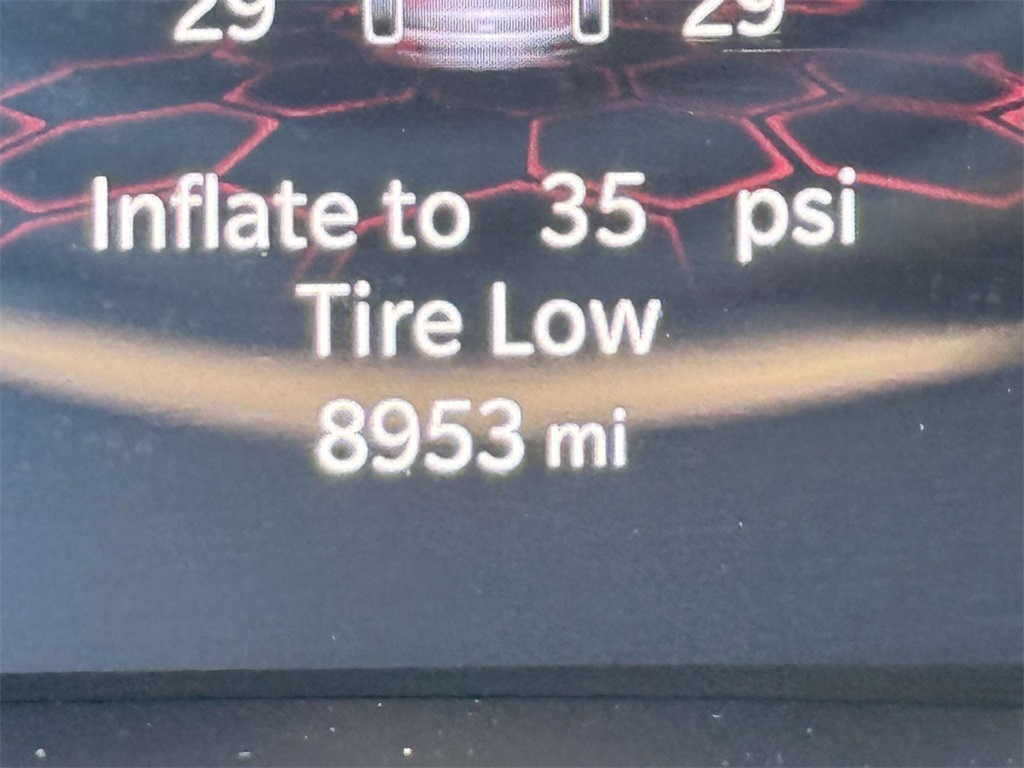 29 29
Inflate to 35 psi
Tire Low
8953 mi